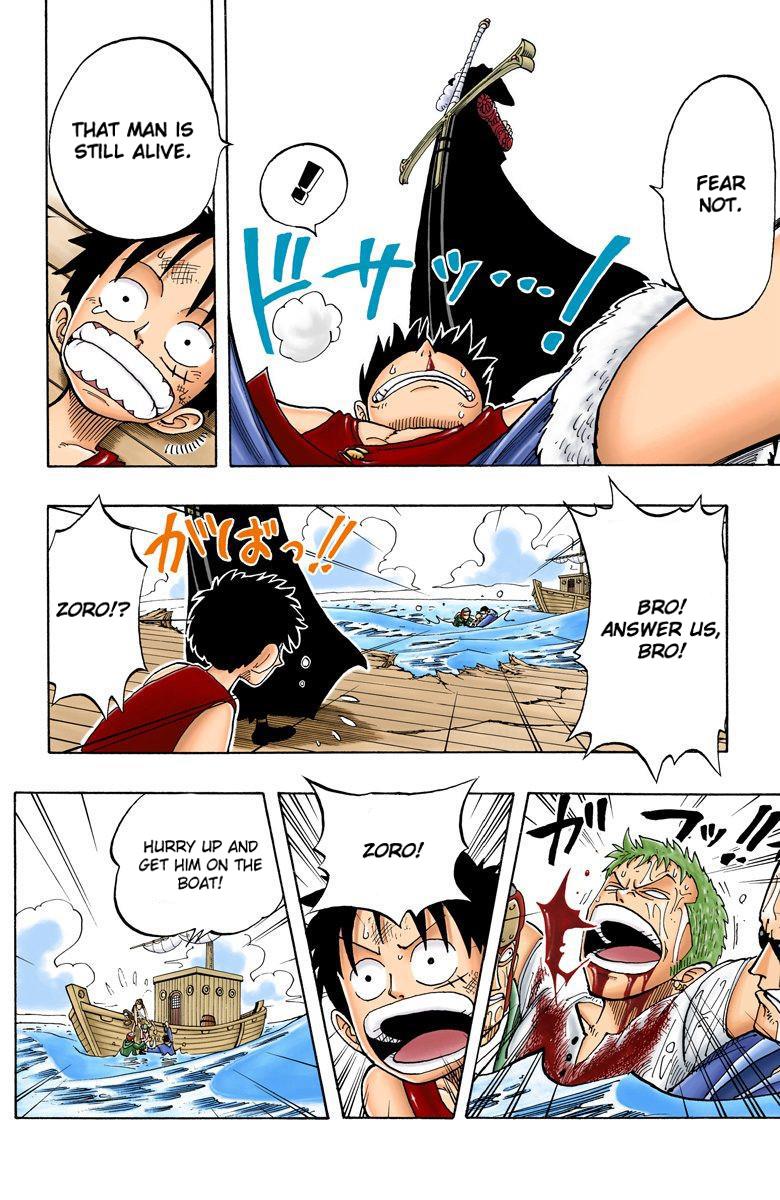 FEAR
NOT.
!
ドサッ…!
THAT MAN IS
STILL ALIVE.
BRO!
ANSWER US,
BRO!
がばっ!!
ZORO!?
ガフッ!!
ZORO!
HURRY UP AND
GET HIM ON THE
BOAT!